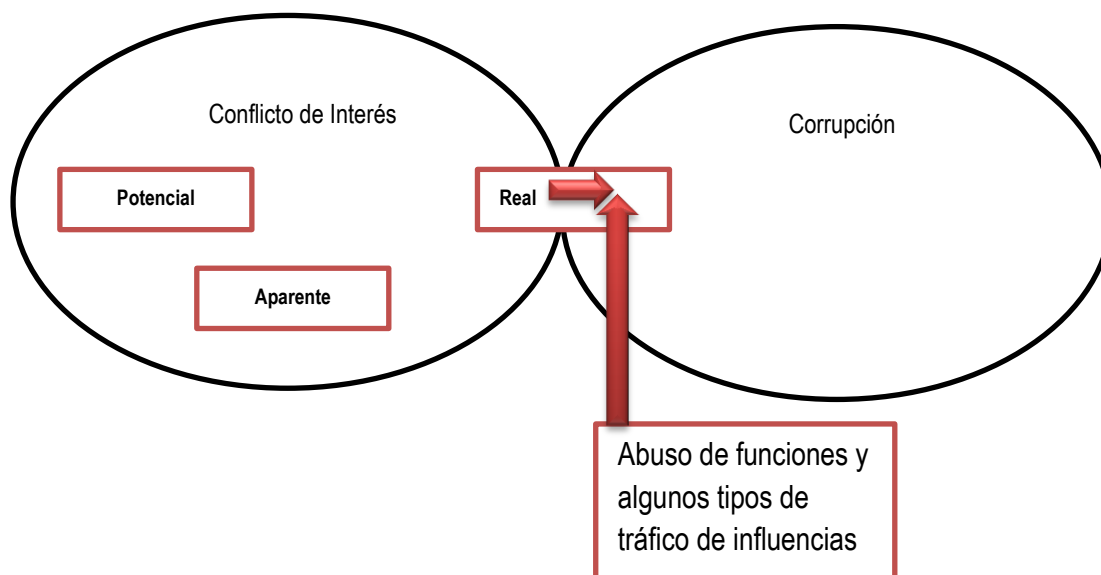 Conflicto de Interés
Corrupción
Potencial
Real
Aparente
Abuso de funciones y
algunos tipos de
tráfico de influencias